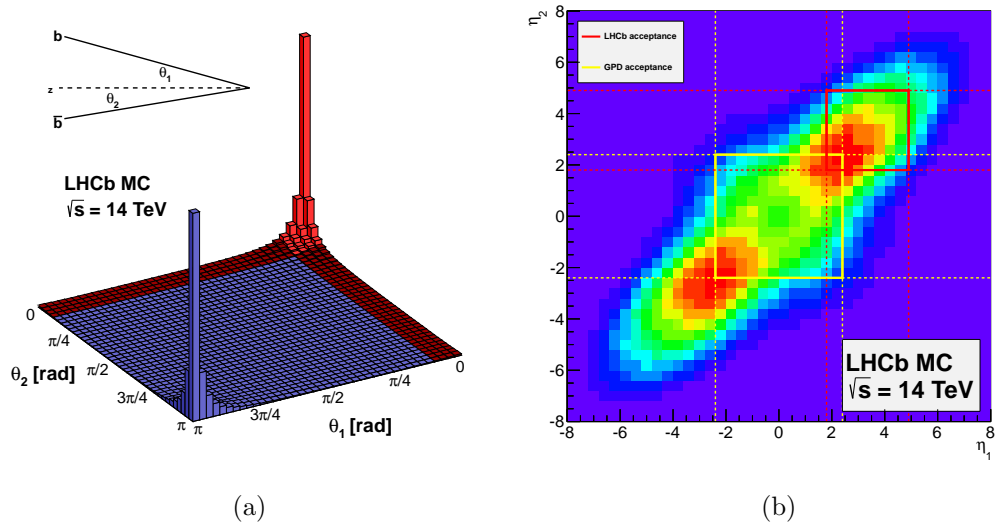 b
θ1
z
θ2
b̅
LHCb MC
√s = 14 TeV
0
π/4
π/2
3π/4
π
θ2 [rad]
π
3π/4
π/2
π/4
0
θ1 [rad]
(a)
η2
8
6
4
2
0
-2
-4
-6
-8
LHCb acceptance
GPD acceptance
LHCb MC
√s = 14 TeV
-8 -6 -4 -2 0 2 4 6 8
η1
(b)